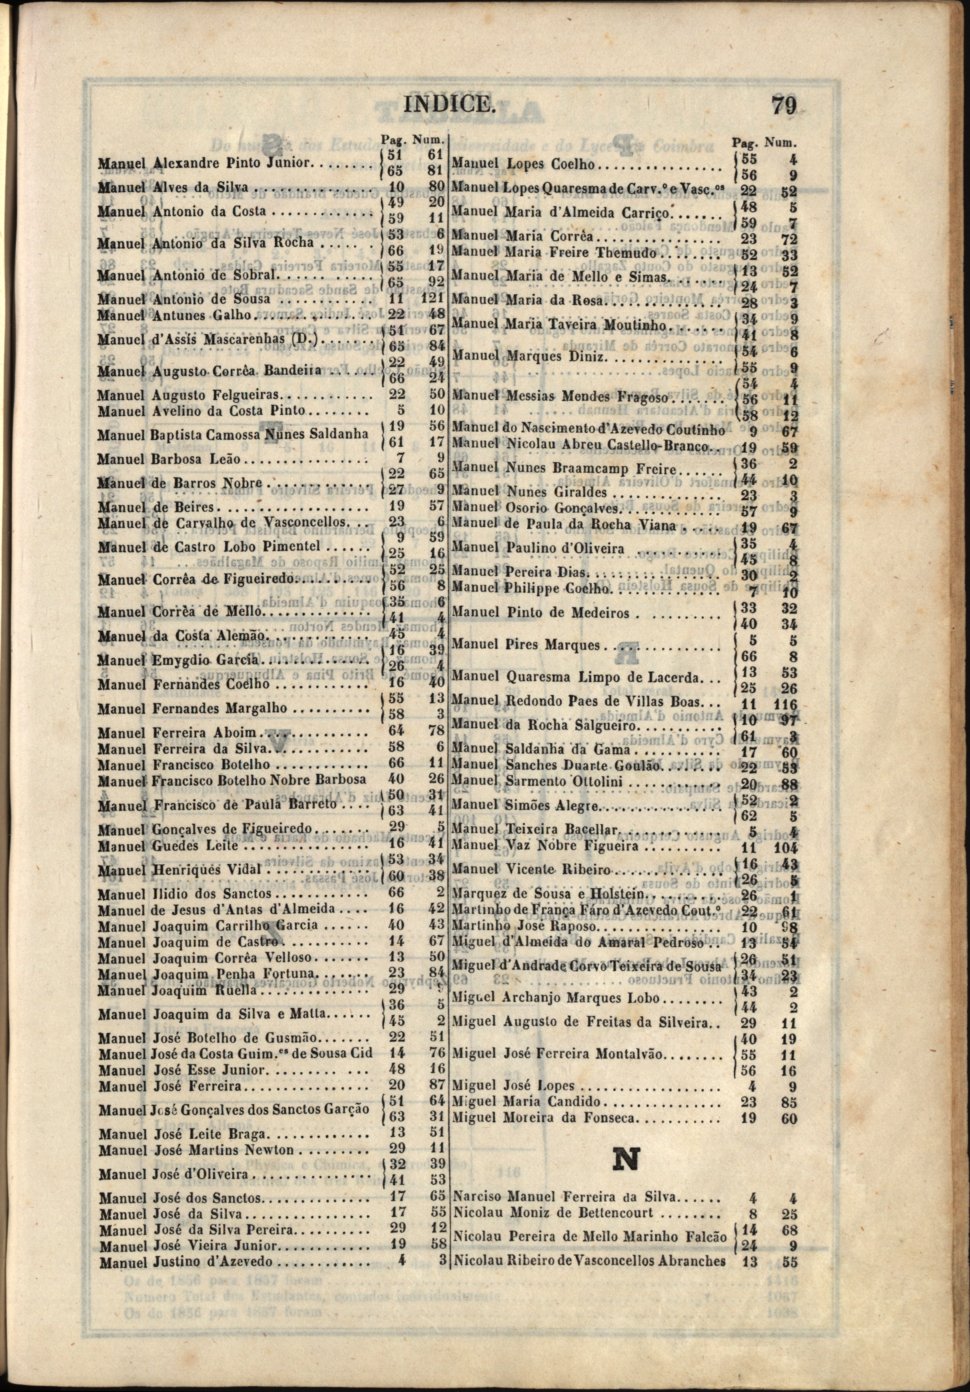 INDICE. 79
Pag. Num.
Manuel Alexandre Pinto Junior........ 51 61
65 81
Manuel Alves da Silva .............. 10 80
Manuel Antonio da Costa ............ 49 20
59 11
Manuel Antonio da Silva Rocha ...... 53 6
66 19
Manuel Antonio de Sobral............ 55 17
65 92
Manuel Antonio de Sousa ............ 11 121
Manuel Antunes Galho............... 22 48
Manuel d'Assis Mascarenhas (D.)....... 51 67
65 84
Manuel Augusto Corrêa Bandeira ...... 22 49
66 24
Manuel Augusto Felgueiras............ 22 50
Manuel Avelino da Costa Pinto........ 5 10
Manuel Baptista Camossa Nunes Saldanha 19 56
61 17
Manuel Barbosa Leão................ 7 9
Manuel de Barros Nobre ............. 22 65
27 9
Manuel de Beires................... 19 57
Manuel de Carvalho de Vasconcellos... 23 6
Manuel de Castro Lobo Pimentel ...... 9 59
25 16
Manuel Corrêa de Figueiredo.......... 52 25
56 8
Manuel Corrêa de Mello.............. 35 6
41 4
Manuel da Costa Alemão............. 45 4
Manuel Emygdio Garcia.............. 16 39
26 4
Manuel Fernandes Coelho ............ 16 40
Manuel Fernandes Margalho .......... 55 13
58 3
Manuel Ferreira Aboim.............. 64 78
Manuel Ferreira da Silva............. 58 6
Manuel Francisco Botelho ............ 66 11
Manuel Francisco Botelho Nobre Barbosa 40 26
Manuel Francisco de Paula Barreto .... 50 31
63 41
Manuel Gonçalves de Figueiredo....... 29 5
Manuel Guedes Leite ................ 16 41
Manuel Henriques Vidal ............. 53 34
60 38
Manuel Ilidio dos Sanctos ............ 66 2
Manuel de Jesus d'Antas d'Almeida .... 16 42
Manuel Joaquim Carrilho Garcia ...... 40 43
Manuel Joaquim de Castro........... 14 67
Manuel Joaquim Corrêa Velloso....... 13 50
Manuel Joaquim Penha Fortuna....... 23 84
Manuel Joaquim Ruella .............. 29
Manuel Joaquim da Silva e Matta...... 36 5
45 2
Manuel José Botelho de Gusmão....... 22 51
Manuel José da Costa Guim.es de Sousa Cid 14 76
Manuel José Esse Junior............ 48 16
Manuel José Ferreira................ 20 87
Manuel José Gonçalves dos Sanctos Garção 51 64
63 31
Manuel José Leite Braga............. 13 51
Manuel José Martins Newton ......... 29 11
Manuel José d'Oliveira ............... 32 39
41 53
Manuel José dos Sanctos.............. 17 65
Manuel José da Silva ................ 17 55
Manuel José da Silva Pereira.......... 29 12
Manuel José Vieira Junior............ 19 58
Manuel Justino d'Azevedo ............ 4 3
Pag. Num.
Manuel Lopes Coelho................ 55 4
56 9
Manuel Lopes Quaresma de Carv.o e Vasc.os 22 52
Manuel Maria d'Almeida Carriço....... 48 5
59 7
Manuel Maria Corrêa................ 23 72
Manuel Maria Freire Themudo ........ 52 33
Manuel Maria de Mello e Simas....... 13 52
24 7
Manuel Maria da Rosa............... 28 3
Manuel Maria Taveira Moutinho....... 34 9
41 8
Manuel Marques Diniz............... 54 6
55 9
Manuel Messias Mendes Fragoso ....... 54 4
56 11
58 12
Manuel do Nascimento d'Azevedo Coutinho 9 67
Manuel Nicolau Abreu Castello-Branco.. 19 59
Manuel Nunes Braamcamp Freire...... 36 2
44 10
Manuel Nunes Giraldes .............. 23 3
Manuel Osorio Gonçalves............. 57 9
Manuel de Paula da Rocha Viana ..... 19 67
Manuel Paulino d'Oliveira ........... 35 4
45 8
Manuel Pereira Dias................. 30 2
Manuel Philippe Coelho.............. 7 10
Manuel Pinto de Medeiros . ......... 33 32
40 34
Manuel Pires Marques ............... 5 5
66 8
Manuel Quaresma Limpo de Lacerda... 13 53
25 26
Manuel Redondo Paes de Villas Boas... 11 116
Manuel da Rocha Salgueiro........... 10 97
61 3
Manuel Saldanha da Gama ........... 17 60
Manuel Sanches Duarte Goulão........ 22 53
Manuel Sarmento Ottolini ............ 20 88
Manuel Simões Alegre................ 52 2
62 5
Manuel Teixeira Bacellar............. 5 4
Manuel Vaz Nobre Figueira .......... 11 104
Manuel Vicente Ribeiro.............. 16 43
26 5
Marquez de Sousa e Holstein.......... 26 1
Martinho de França Fáro d'Azevedo Cout.o 22 61
Martinho José Raposo................ 10 98
Miguel d'Almeida do Amaral Pedroso .. 13 54
Miguel d'Andrade Corvo Teixeira de Sousa 26 51
34 23
Miguel Archanjo Marques Lobo........ 43 2
44 2
Miguel Augusto de Freitas da Silveira.. 29 11
Miguel José Ferreira Montalvão........ 40 19
55 11
56 16
Miguel José Lopes .................. 4 9
Miguel Maria Candido ............... 23 85
Miguel Moreira da Fonseca........... 19 60
N
Narciso Manuel Ferreira da Silva...... 4 4
Nicolau Moniz de Bettencourt ........ 8 25
Nicolau Pereira de Mello Marinho Falcão 14 68
24 9
Nicolau Ribeiro de Vasconcellos Abranches 13 55